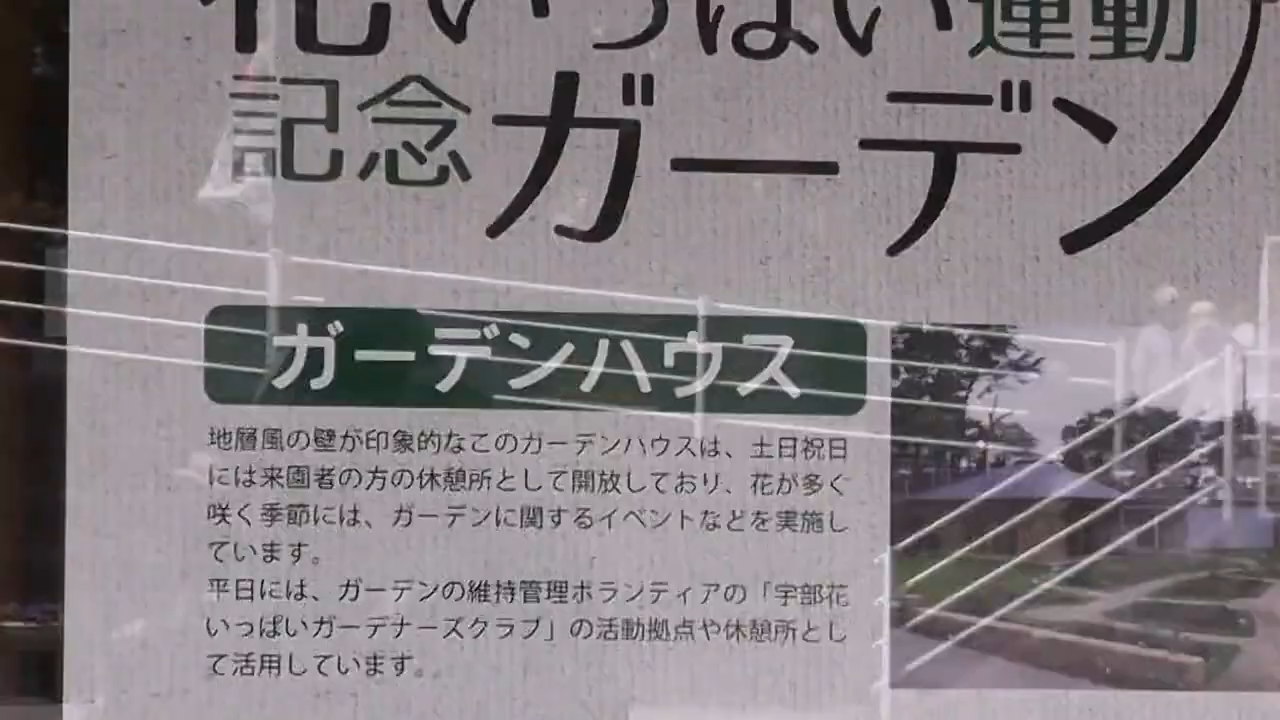 花いっぱい運動
記念ガーデン
ガーデンハウス
地層風の壁が印象的なこのガーデンハウスは、土日祝日
には来園者の方の休憩所として開放しており、花が多く
咲く季節には、ガーデンに関するイベントなどを実施し
ています。
平日には、ガーデンの維持管理ボランティアの「宇部花
いっぱいガーデナーズクラブ」の活動拠点や休憩所とし
て活用しています。